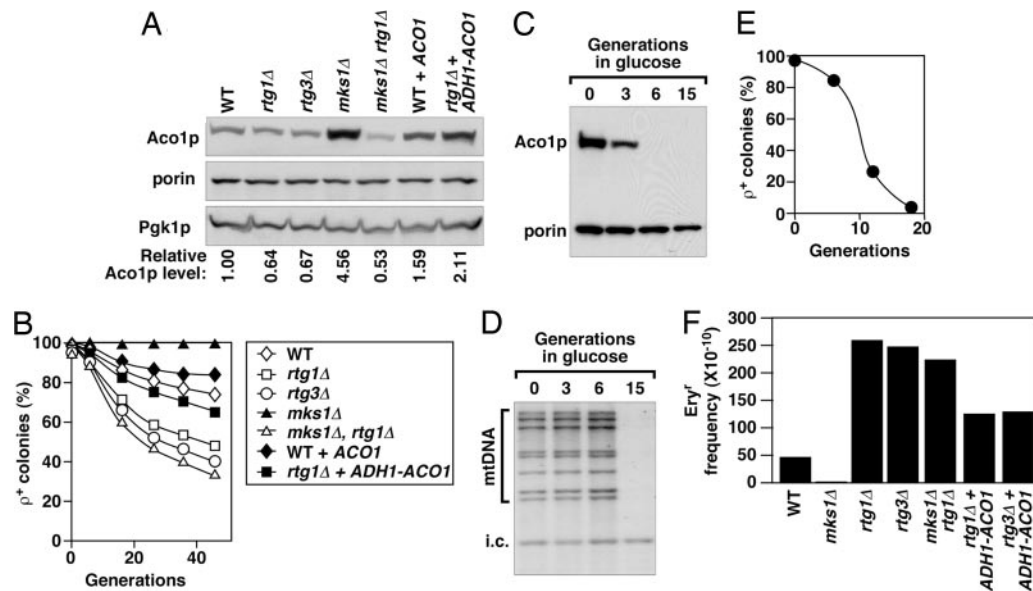 A
WT
rtg1Δ
rtg3Δ
mks1Δ
mks1Δ rtg1Δ
WT + ACO1
rtg1Δ +
ADH1-ACO1
Aco1p
porin
Pgk1p
Relative
Aco1p level:
1.00
0.64
0.67
4.56
0.53
1.59
2.11
B
ρ+ colonies (%)
100
80
60
40
20
0
0 20 40
Generations
WT
rtg1Δ
rtg3Δ
mks1Δ
mks1Δ, rtg1Δ
WT + ACO1
rtg1Δ + ADH1-ACO1
C
Generations
in glucose
0 3 6 15
Aco1p
porin
D
Generations
in glucose
0 3 6 15
mtDNA
i.c.
E
ρ+ colonies (%)
100
80
60
40
20
0
0 10 20
Generations
F
Eryr
frequency (X10-10)
300
250
200
150
100
50
0
WT
mks1Δ
rtg1Δ
rtg3Δ
mks1Δ
rtg1Δ
rtg1Δ +
ADH1-ACO1
rtg3Δ +
ADH1-ACO1